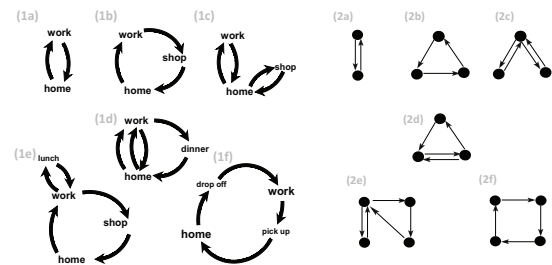 (1a)
work
home
(1b)
work
shop
home
(1c)
work
shop
home
(2a)
(2b)
(2c)
(1d)
work
dinner
home
(2d)
(1e)
lunch
work
shop
home
(1f)
drop off
work
home
pick up
(2e)
(2f)